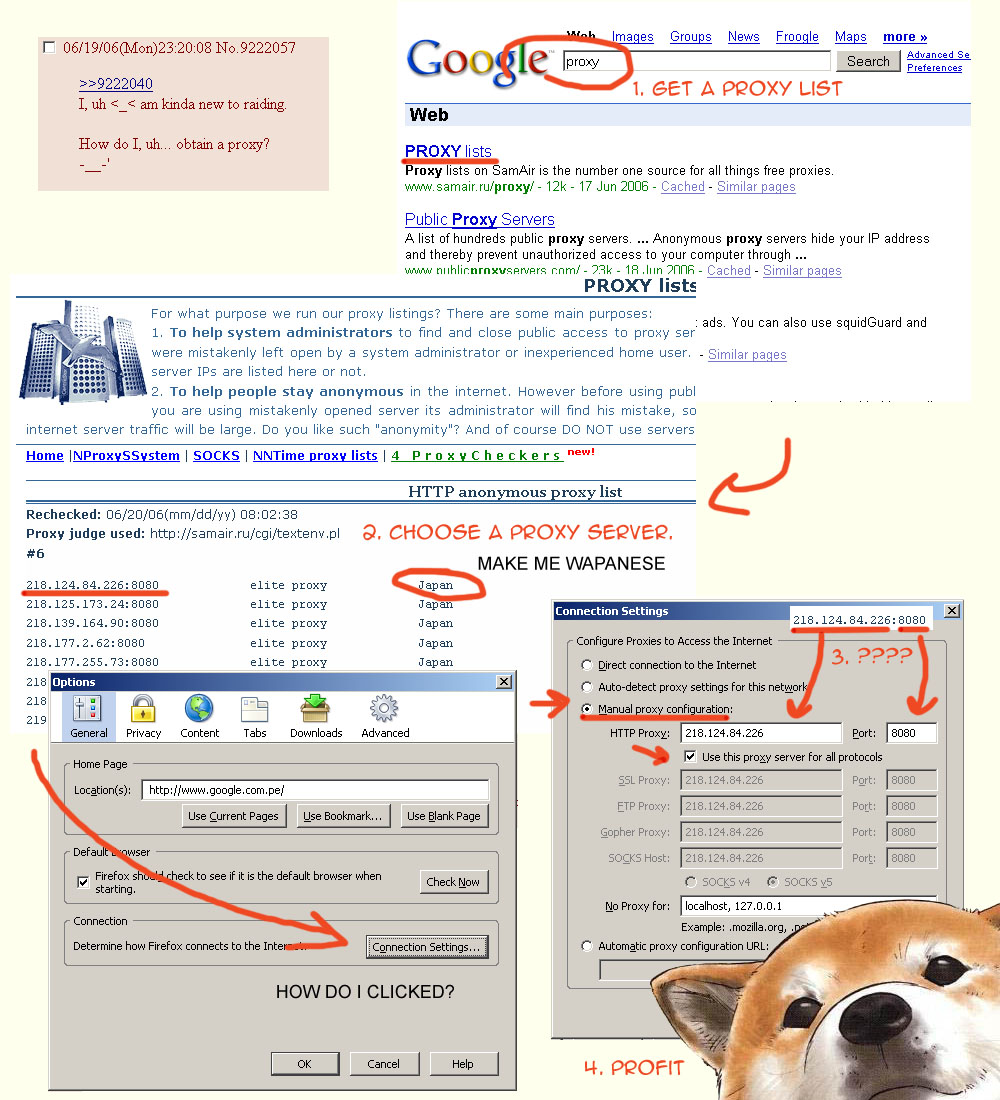 06/19/06(Mon)23:20:08 No.9222057
>>9222040
I, uh <_< am kinda new to raiding.
How do I, uh... obtain a proxy?
-__-'
Web Images Groups News Froogle Maps more »
Google™
proxy
Search
Advanced Se
Preferences
1. GET A PROXY LIST
Web
PROXY lists
Proxy lists on SamAir is the number one source for all things free proxies.
www.samair.ru/proxy/ - 12k - 17 Jun 2006 - Cached - Similar pages
Public Proxy Servers
A list of hundreds public proxy servers. ... Anonymous proxy servers hide your IP address
and thereby prevent unauthorized access to your computer through ...
www.publicproxyservers.com/ - 23k - 18 Jun 2006 - Cached - Similar pages
: ads. You can also use squidGuard and
- Similar pages
PROXY lists
For what purpose we run our proxy listings? There are some main purposes:
1. To help system administrators to find and close public access to proxy ser
were mistakenly left open by a system administrator or inexperienced home user.
server IPs are listed here or not.
2. To help people stay anonymous in the internet. However before using publ
you are using mistakenly opened server its administrator will find his mistake, so
internet server traffic will be large. Do you like such "anonymity"? And of course DO NOT use servers
Home |NProxySSystem | SOCKS | NNTime proxy lists | 4 ProxyCheckers new!
HTTP anonymous proxy list
Rechecked: 06/20/06(mm/dd/yy) 08:02:38
Proxy judge used: http://samair.ru/cgi/textenv.pl
#6
2. CHOOSE A PROXY SERVER.
MAKE ME WAPANESE
218.124.84.226:8080 elite proxy Japan
218.125.173.24:8080 elite proxy Japan
218.139.164.90:8080 elite proxy Japan
218.177.2.62:8080 elite proxy Japan
218.177.255.73:8080 elite proxy Japan
218
218
219
Options
General Privacy Content Tabs Downloads Advanced
Home Page
Location(s): http://www.google.com.pe/
Use Current Pages Use Bookmark... Use Blank Page
Default Browser
Firefox should check to see if it is the default browser when
starting.
Check Now
Connection
Determine how Firefox connects to the Internet.
Connection Settings...
HOW DO I CLICKED?
OK Cancel Help
Connection Settings
218.124.84.226:8080
Configure Proxies to Access the Internet
3. ????
Direct connection to the Internet
Auto-detect proxy settings for this network
Manual proxy configuration:
HTTP Proxy: 218.124.84.226 Port: 8080
Use this proxy server for all protocols
SSL Proxy: 218.124.84.226 Port: 8080
FTP Proxy: 218.124.84.226 Port: 8080
Gopher Proxy: 218.124.84.226 Port: 8080
SOCKS Host: 218.124.84.226 Port: 8080
SOCKS v4 SOCKS v5
No Proxy for: localhost, 127.0.0.1
Example: .mozilla.org,
Automatic proxy configuration URL:
4. PROFIT